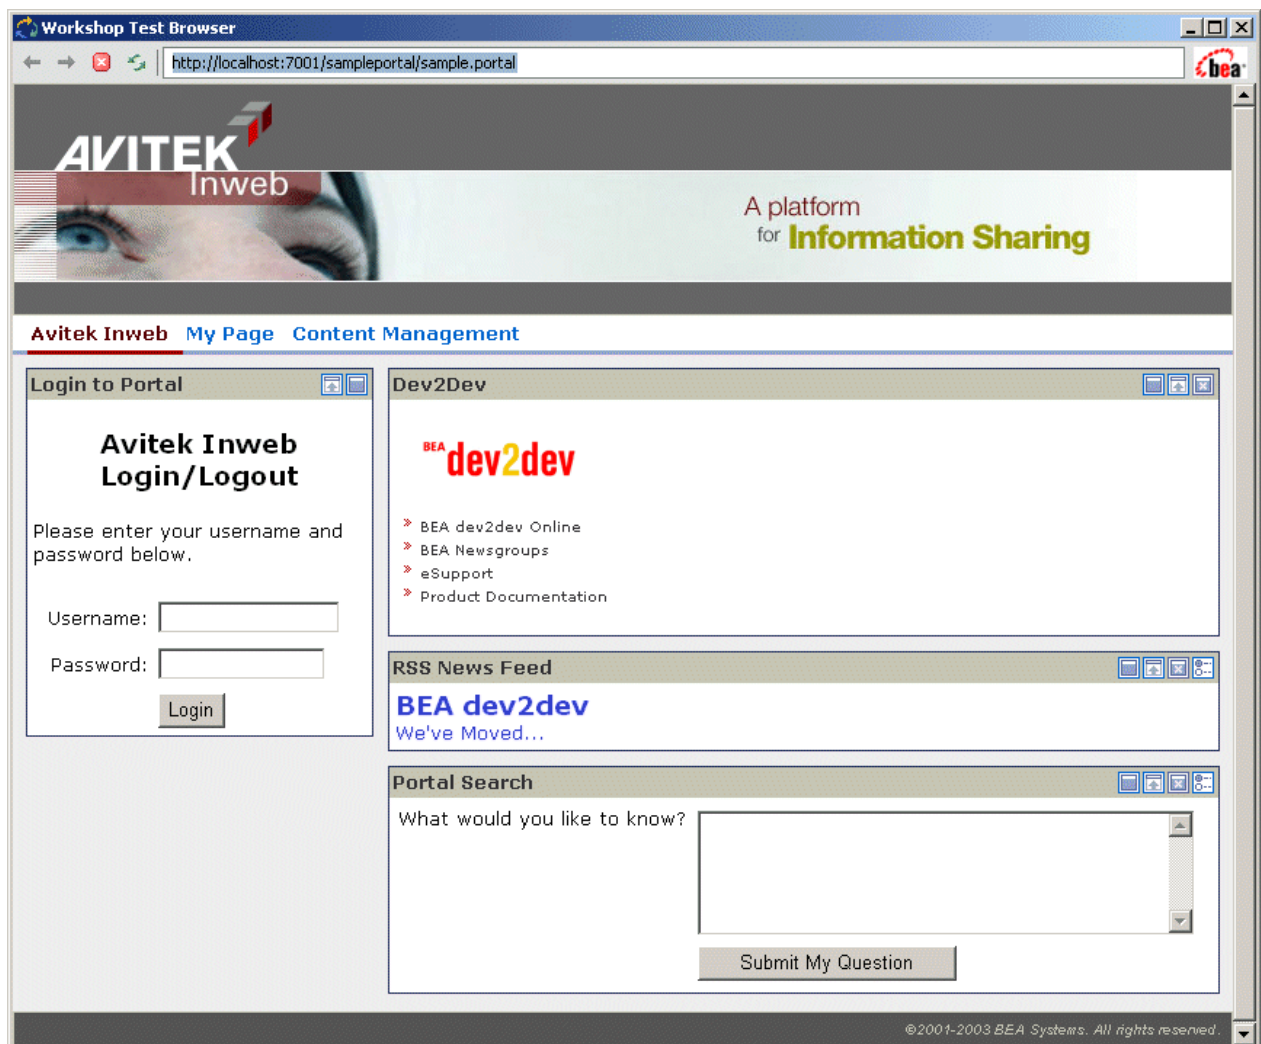 Workshop Test Browser
http://localhost:7001/sampleportal/sample.portal
bea
AVITEK
Inweb
A platform
for Information Sharing
Avitek Inweb My Page Content Management
Login to Portal
Avitek Inweb
Login/Logout
Please enter your username and
password below.
Username:
Password:
Login
Dev2Dev
BEA dev2dev
BEA dev2dev Online
BEA Newsgroups
eSupport
Product Documentation
RSS News Feed
BEA dev2dev
We've Moved...
Portal Search
What would you like to know?
Submit My Question
©2001-2003 BEA Systems. All rights reserved.